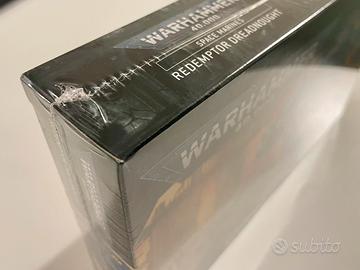 WARHAMMER
40,000
SPACE MARINES
REDEMPTOR DREADNOUGHT
WARHAMMER
subito